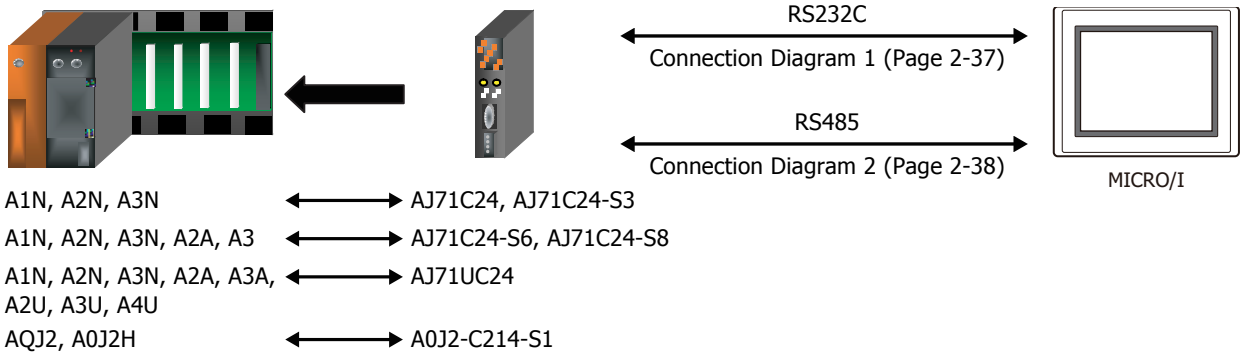 RS232C
Connection Diagram 1 (Page 2-37)
RS485
Connection Diagram 2 (Page 2-38)
MICRO/I
A1N, A2N, A3N
AJ71C24, AJ71C24-S3
A1N, A2N, A3N, A2A, A3
AJ71C24-S6, AJ71C24-S8
A1N, A2N, A3N, A2A, A3A,
A2U, A3U, A4U
AJ71UC24
AQJ2, A0J2H
A0J2-C214-S1